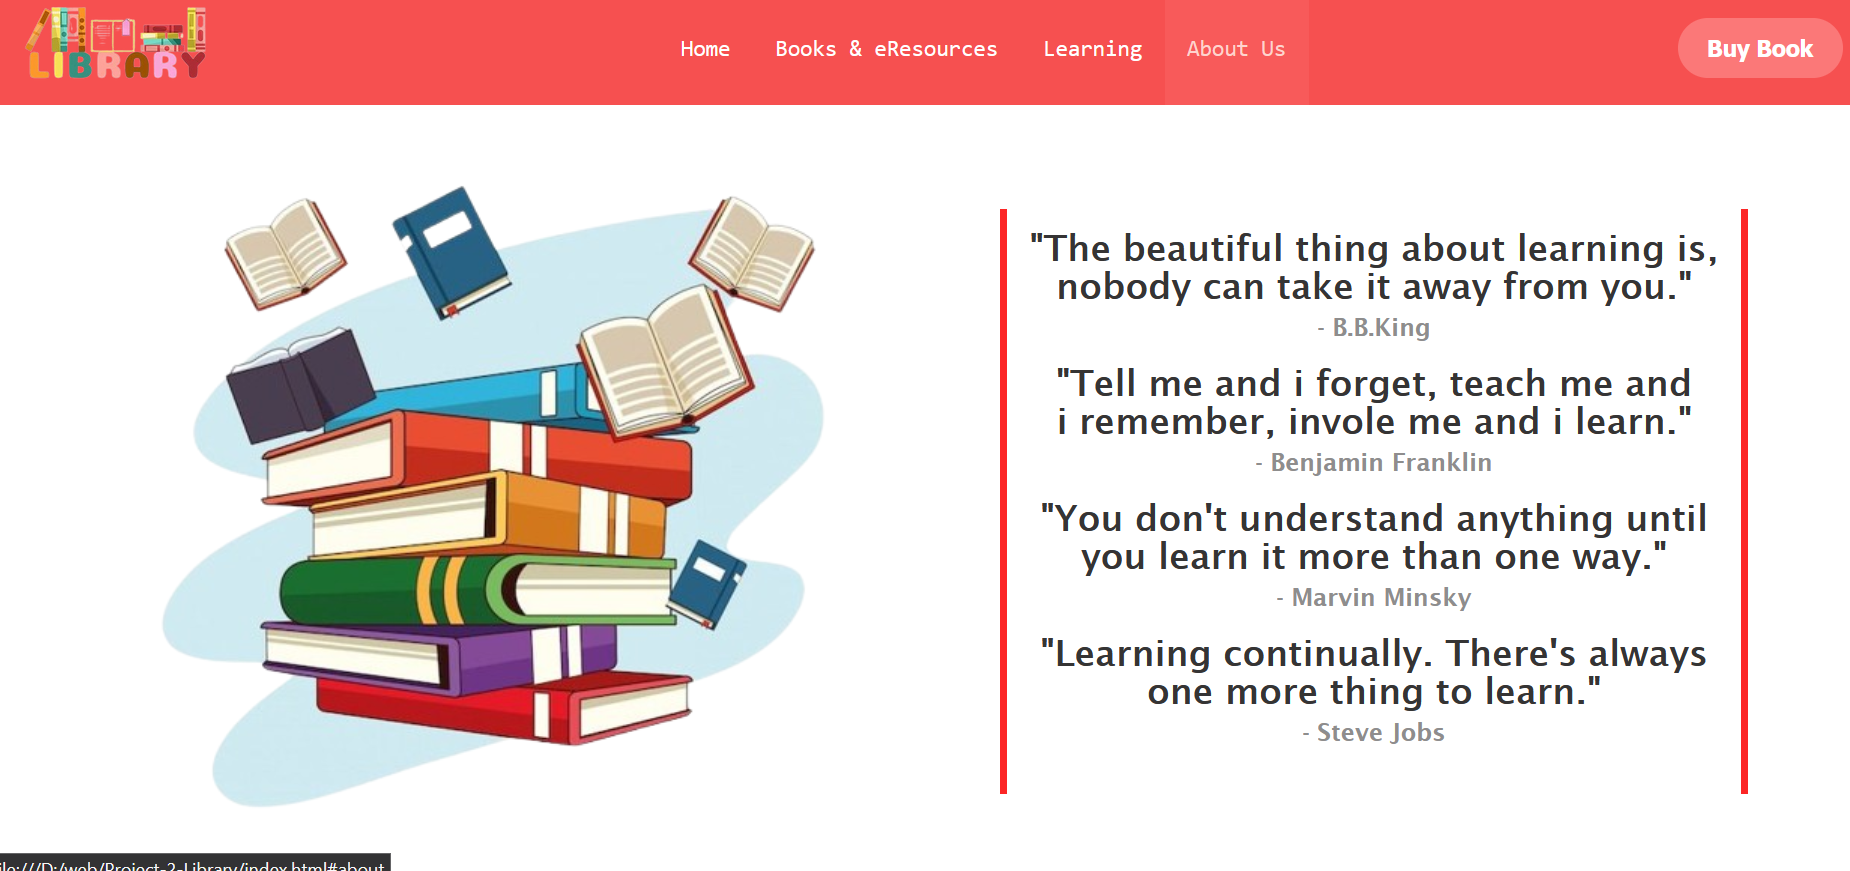 LIBRARY
Home Books & eResources Learning About Us Buy Book
"The beautiful thing about learning is,
nobody can take it away from you."
- B.B.King
"Tell me and i forget, teach me and
i remember, invole me and i learn."
- Benjamin Franklin
"You don't understand anything until
you learn it more than one way."
- Marvin Minsky
"Learning continually. There's always
one more thing to learn."
- Steve Jobs
ile:///D:/web/Project-2-Library/index.html#about